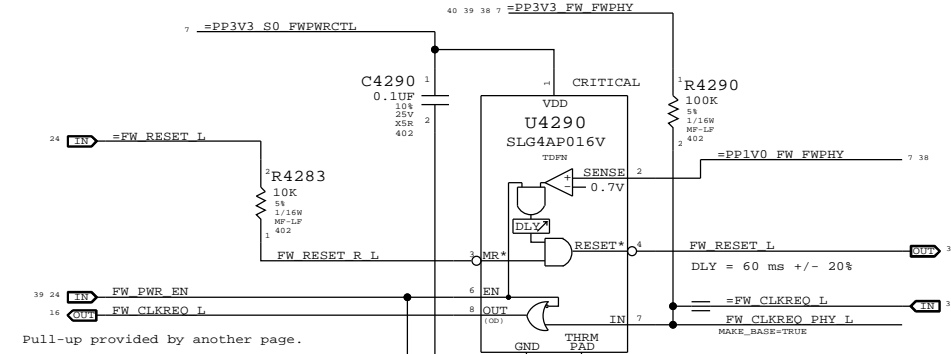 40 39 38 7 =PP3V3_FW_FWPHY
7 =PP3V3_S0_FWPWRCTL
C4290 1
0.1UF
10%
25V
X5R
402
2
CRITICAL
1
VDD
U4290
SLG4AP016V
TDFN
1 R4290
100K
5%
1/16W
MF-LF
402
2
24 IN =FW_RESET_L
=PP1V0_FW_FWPHY 7 38
SENSE 2
+
- 0.7V
2 R4283
10K
5%
1/16W
MF-LF
402
1
DLY
RESET* 4 FW_RESET_L OUT 3
FW_RESET_R_L 3 MR*
DLY = 60 ms +/- 20%
39 24 IN FW_PWR_EN 6 EN
=FW_CLKREQ_L IN 3
16 OUT FW_CLKREQ_L 8 OUT
(OD)
IN 7 FW_CLKREQ_PHY_L
MAKE_BASE=TRUE
Pull-up provided by another page.
THRM
GND PAD